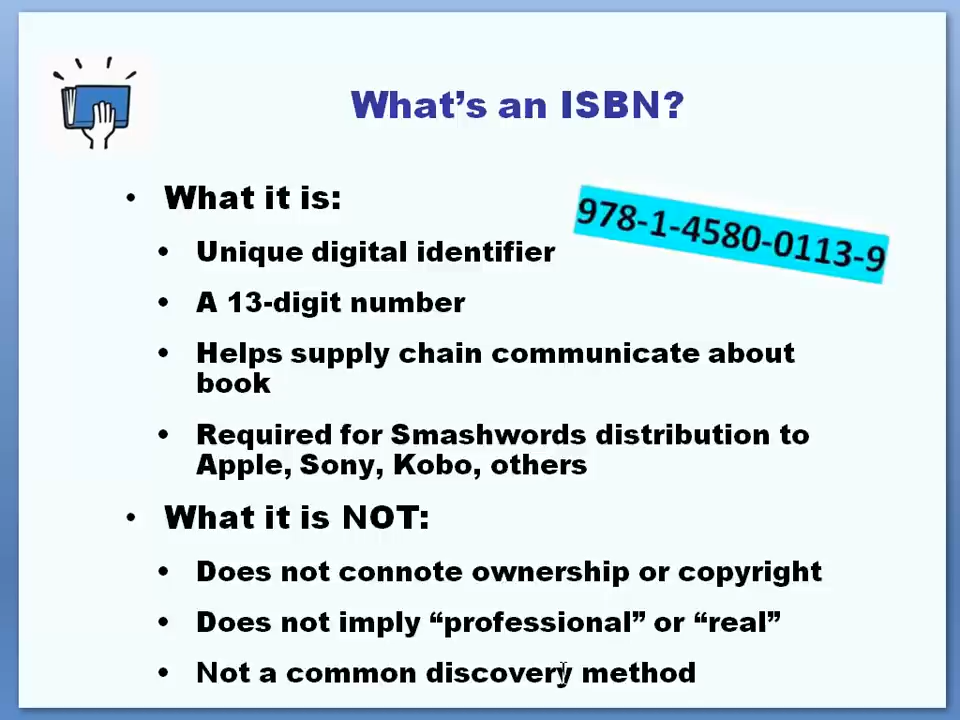 What's an ISBN?
• What it is:
978-1-4580-0113-9
• Unique digital identifier
• A 13-digit number
• Helps supply chain communicate about
book
• Required for Smashwords distribution to
Apple, Sony, Kobo, others
• What it is NOT:
• Does not connote ownership or copyright
• Does not imply “professional” or “real”
• Not a common discovery method